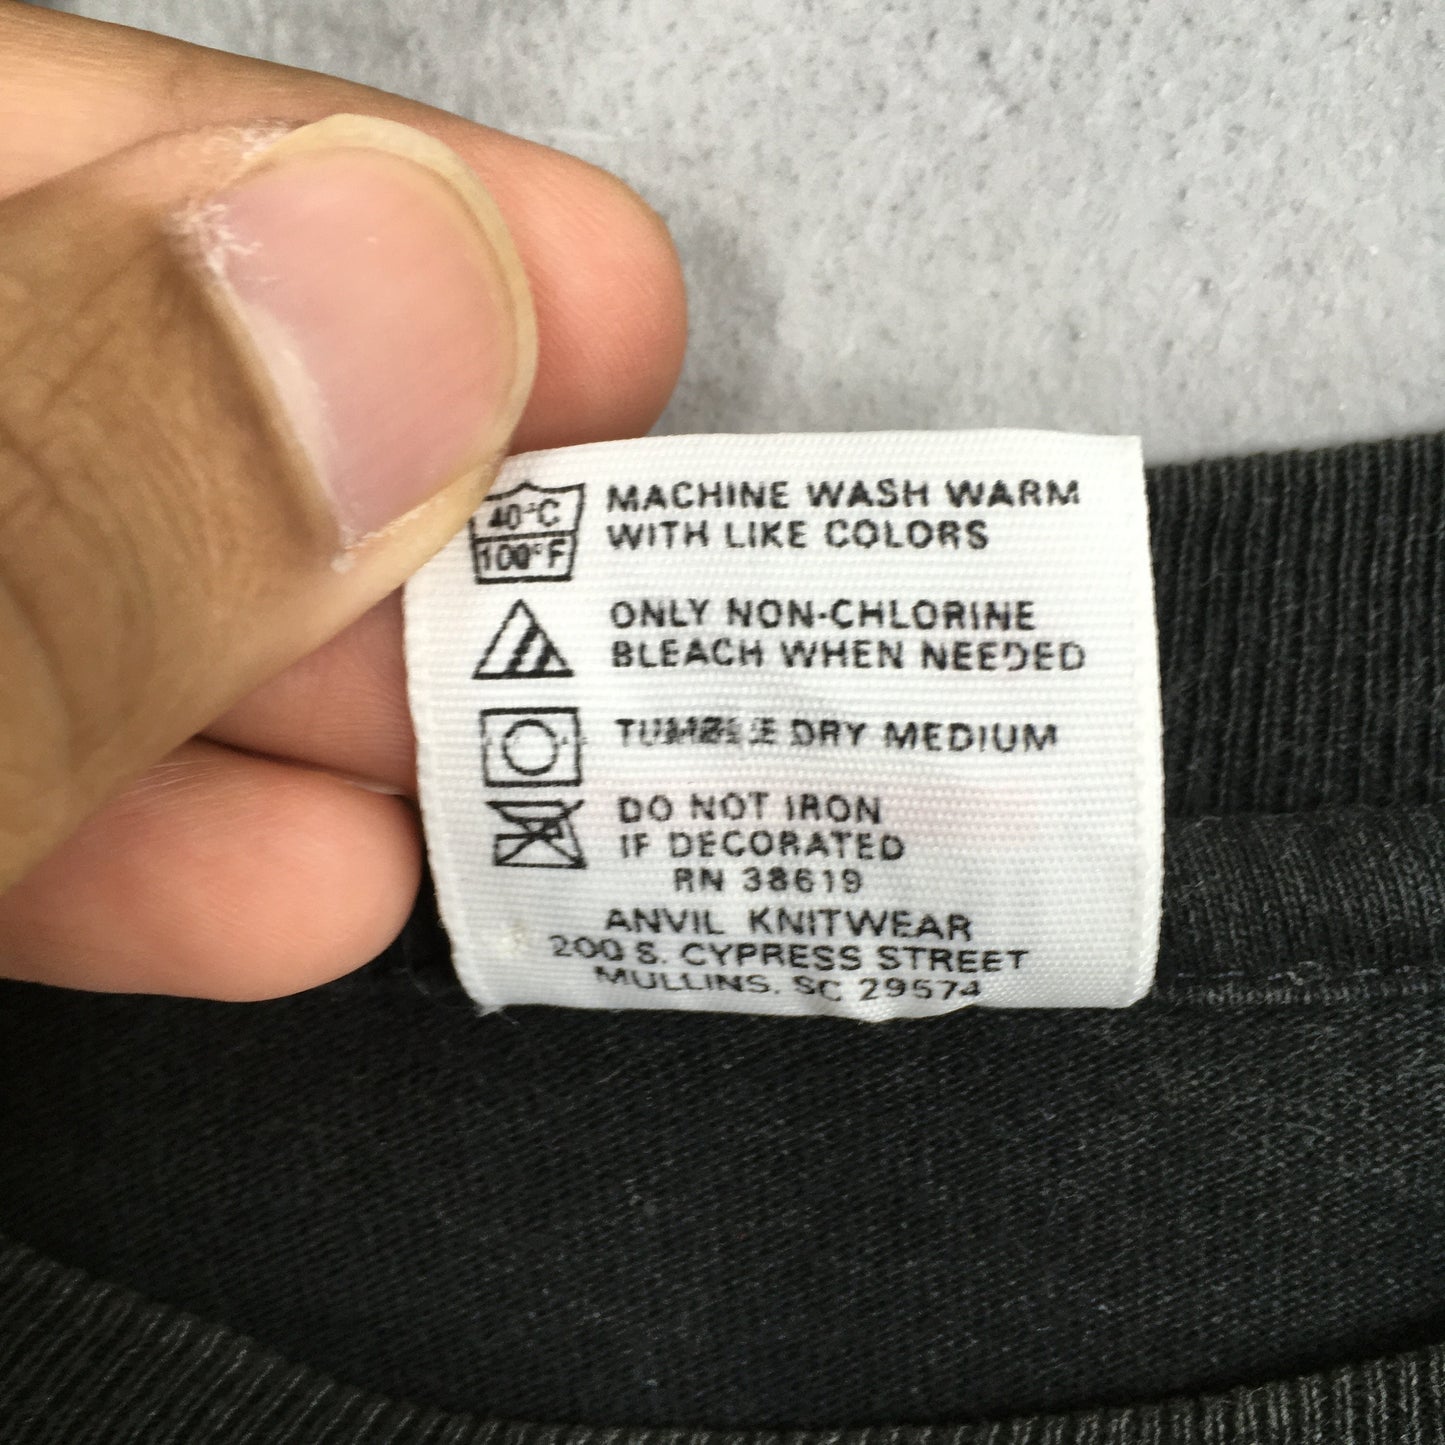 40°C
100°F
MACHINE WASH WARM
WITH LIKE COLORS
ONLY NON-CHLORINE
BLEACH WHEN NEEDED
TUMBLE DRY MEDIUM
DO NOT IRON
IF DECORATED
RN 38619
ANVIL KNITWEAR
200 S. CYPRESS STREET
MULLINS, SC 29574